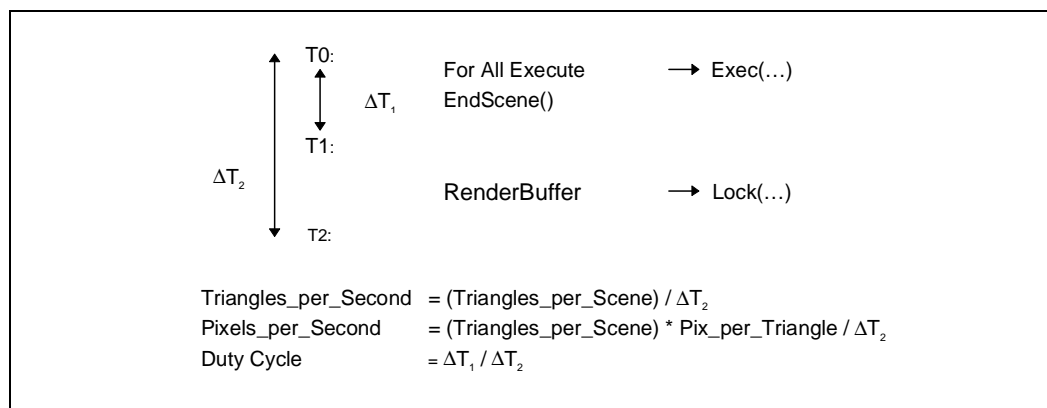 T0:
For All Execute → Exec(…)
ΔT₁
EndScene()
T1:
ΔT₂
RenderBuffer → Lock(…)
T2:
Triangles_per_Second = (Triangles_per_Scene) / ΔT₂
Pixels_per_Second = (Triangles_per_Scene) * Pix_per_Triangle / ΔT₂
Duty Cycle = ΔT₁ / ΔT₂